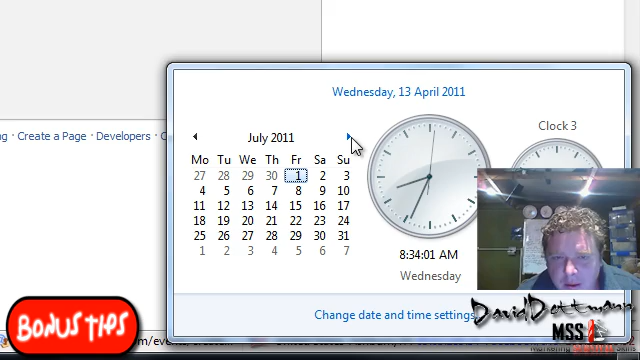 Wednesday, 13 April 2011
July 2011
Clock 3
Mo Tu We Th Fr Sa Su
27 28 29 30 1 2 3
4 5 6 7 8 9 10
11 12 13 14 15 16 17
18 19 20 21 22 23 24
25 26 27 28 29 30 31
1 2 3 4 5 6 7
· Create a Page · Developers ·
8:34:01 AM
Wednesday
Change date and time settings
David Dottmann
MSS
BONUS TIPS